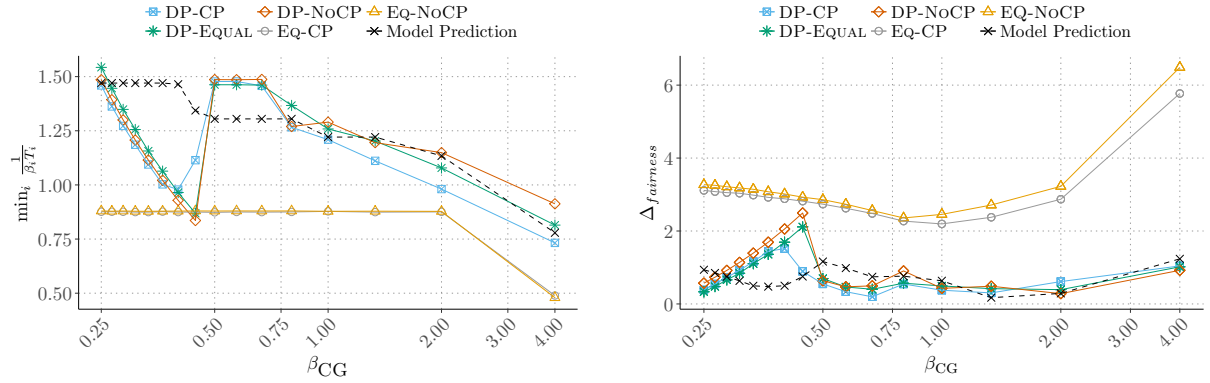 DP-CP DP-NoCP Eq-NoCP
DP-Equal Eq-CP Model Prediction
1.50
1.25
1.00
0.75
0.50
min_i 1/(β_i T_i)
0.25 0.50 0.75 1.00 2.00 3.00 4.00
β_CG
DP-CP DP-NoCP Eq-NoCP
DP-Equal Eq-CP Model Prediction
6
4
2
0
Δ_fairness
0.25 0.50 0.75 1.00 2.00 3.00 4.00
β_CG